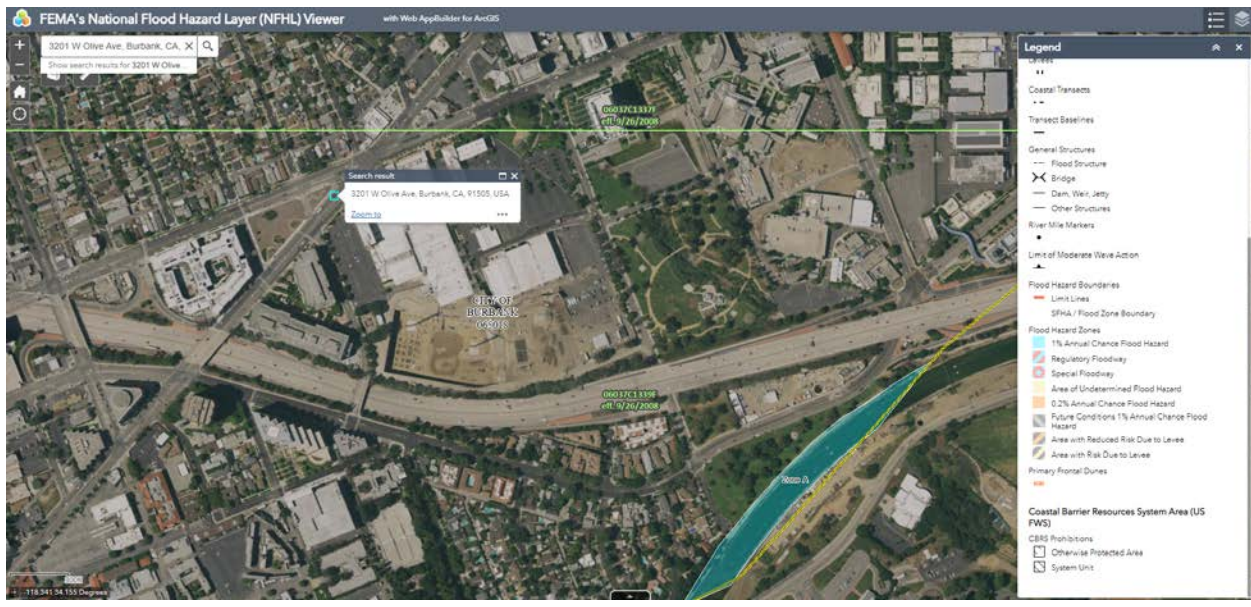 FEMA's National Flood Hazard Layer (NFHL) Viewer
with Web AppBuilder for ArcGIS
3201 W Olive Ave, Burbank, CA,
Show search results for 3201 W Olive ...
06037C1337F
eff. 9/26/2008
Search result
3201 W Olive Ave, Burbank, CA, 91505, USA
Zoom to
CITY OF
BURBANK
065018
06037C1339F
eff. 9/26/2008
Zone A
-118.341 34.155 Degrees
Legend
Levees
Coastal Transects
Transect Baselines
General Structures
Flood Structure
Bridge
Dam, Weir, Jetty
Other Structures
River Mile Markers
Limit of Moderate Wave Action
Flood Hazard Boundaries
Limit Lines
SFHA / Flood Zone Boundary
Flood Hazard Zones
1% Annual Chance Flood Hazard
Regulatory Floodway
Special Floodway
Area of Undetermined Flood Hazard
0.2% Annual Chance Flood Hazard
Future Conditions 1% Annual Chance Flood
Hazard
Area with Reduced Risk Due to Levee
Area with Risk Due to Levee
Primary Frontal Dunes
Coastal Barrier Resources System Area (US
FWS)
CBRS Prohibitions
Otherwise Protected Area
System Unit